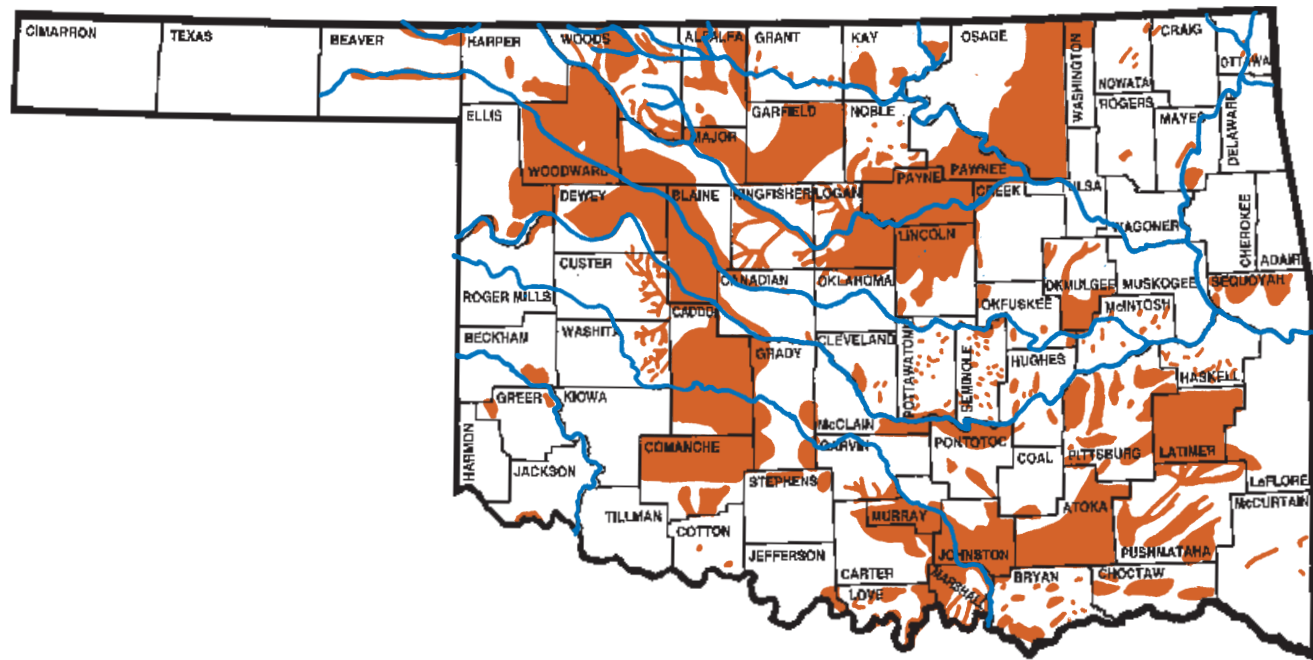 CIMARRON
TEXAS
BEAVER
HARPER
WOODS
ALFALFA
GRANT
KAY
OSAGE
WASHINGTON
NOWATA
CRAIG
OTTAWA
ELLIS
WOODWARD
MAJOR
GARFIELD
NOBLE
PAWNEE
ROGERS
MAYES
DELAWARE
DEWEY
BLAINE
KINGFISHER
LOGAN
PAYNE
CREEK
TULSA
WAGONER
CHEROKEE
ADAIR
ROGER MILLS
CUSTER
CANADIAN
OKLAHOMA
LINCOLN
OKFUSKEE
OKMULGEE
MUSKOGEE
McINTOSH
SEQUOYAH
BECKHAM
WASHITA
CADDO
GRADY
CLEVELAND
POTTAWATOMI
SEMINOLE
HUGHES
HASKELL
GREER
KIOWA
HARMON
JACKSON
COMANCHE
McCLAIN
GARVIN
PONTOTOC
COAL
PITTSBURG
LATIMER
LeFLORE
TILLMAN
COTTON
STEPHENS
JEFFERSON
MURRAY
JOHNSTON
ATOKA
PUSHMATAHA
McCURTAIN
CARTER
LOVE
MARSHALL
BRYAN
CHOCTAW